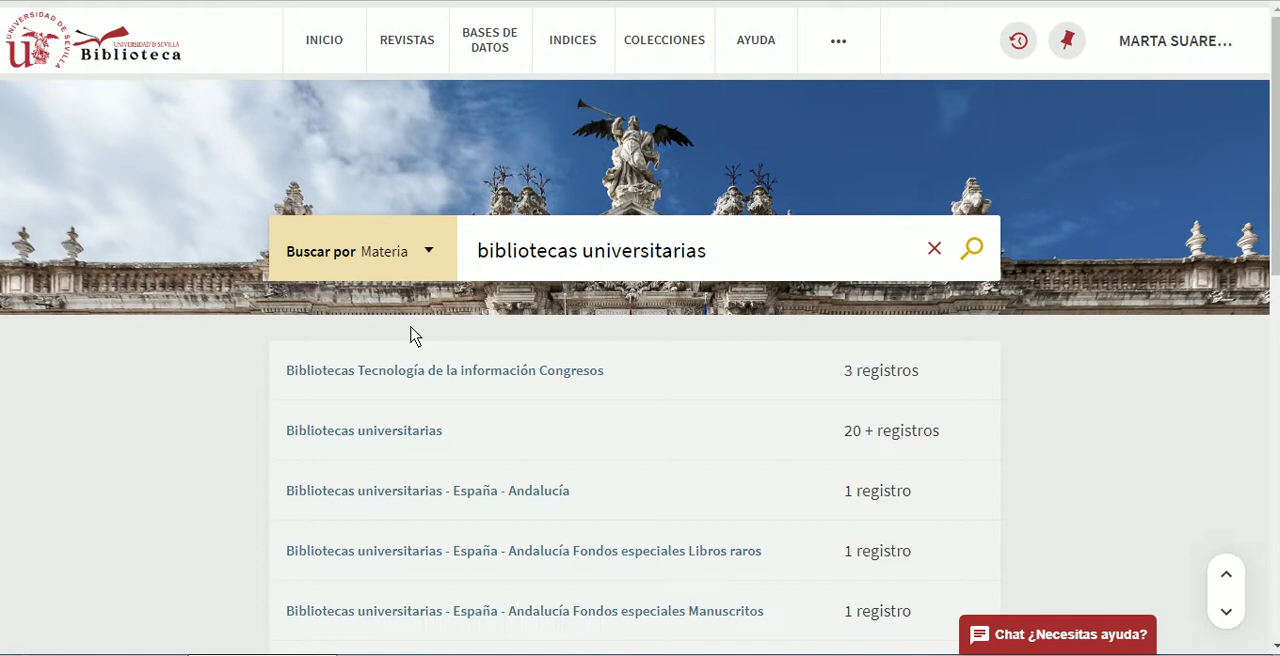 UNIVERSIDAD DE SEVILLA
UNIVERSIDAD D SEVILLA
Biblioteca
INICIO
REVISTAS
BASES DE
DATOS
INDICES
COLECCIONES
AYUDA
•••
MARTA SUARE...
Buscar por Materia
bibliotecas universitarias
Bibliotecas Tecnología de la información Congresos 3 registros
Bibliotecas universitarias 20 + registros
Bibliotecas universitarias - España - Andalucía 1 registro
Bibliotecas universitarias - España - Andalucía Fondos especiales Libros raros 1 registro
Bibliotecas universitarias - España - Andalucía Fondos especiales Manuscritos 1 registro
Chat ¿Necesitas ayuda?